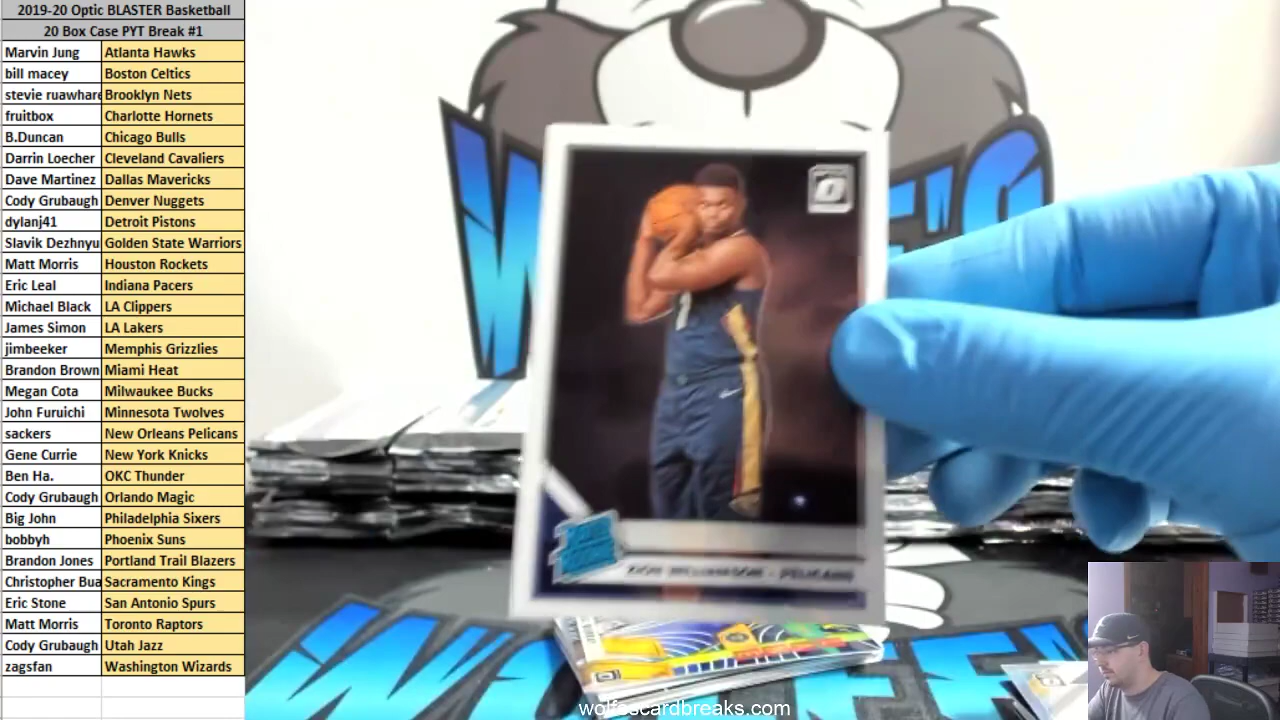 2019-20 Optic BLASTER Basketball
20 Box Case PYT Break #1
Marvin Jung Atlanta Hawks
bill macey Boston Celtics
stevie ruawhare Brooklyn Nets
fruitbox Charlotte Hornets
B.Duncan Chicago Bulls
Darrin Loecher Cleveland Cavaliers
Dave Martinez Dallas Mavericks
Cody Grubaugh Denver Nuggets
dylanj41 Detroit Pistons
Slavik Dezhnyu Golden State Warriors
Matt Morris Houston Rockets
Eric Leal Indiana Pacers
Michael Black LA Clippers
James Simon LA Lakers
jimbeeker Memphis Grizzlies
Brandon Brown Miami Heat
Megan Cota Milwaukee Bucks
John Furuichi Minnesota Twolves
sackers New Orleans Pelicans
Gene Currie New York Knicks
Ben Ha. OKC Thunder
Cody Grubaugh Orlando Magic
Big John Philadelphia Sixers
bobbyh Phoenix Suns
Brandon Jones Portland Trail Blazers
Christopher Bua Sacramento Kings
Eric Stone San Antonio Spurs
Matt Morris Toronto Raptors
Cody Grubaugh Utah Jazz
zagsfan Washington Wizards
ZION WILLIAMSON - PELICANS
wolfescardbreaks.com